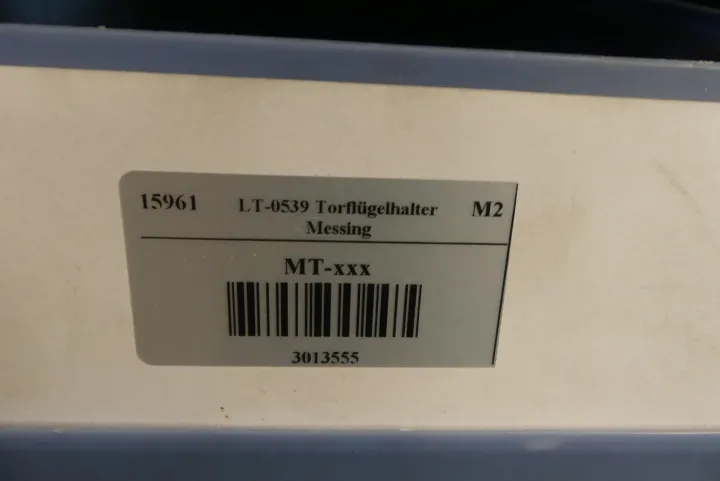 15961 LT-0539 Torflügelhalter M2
Messing
MT-xxx
3013555